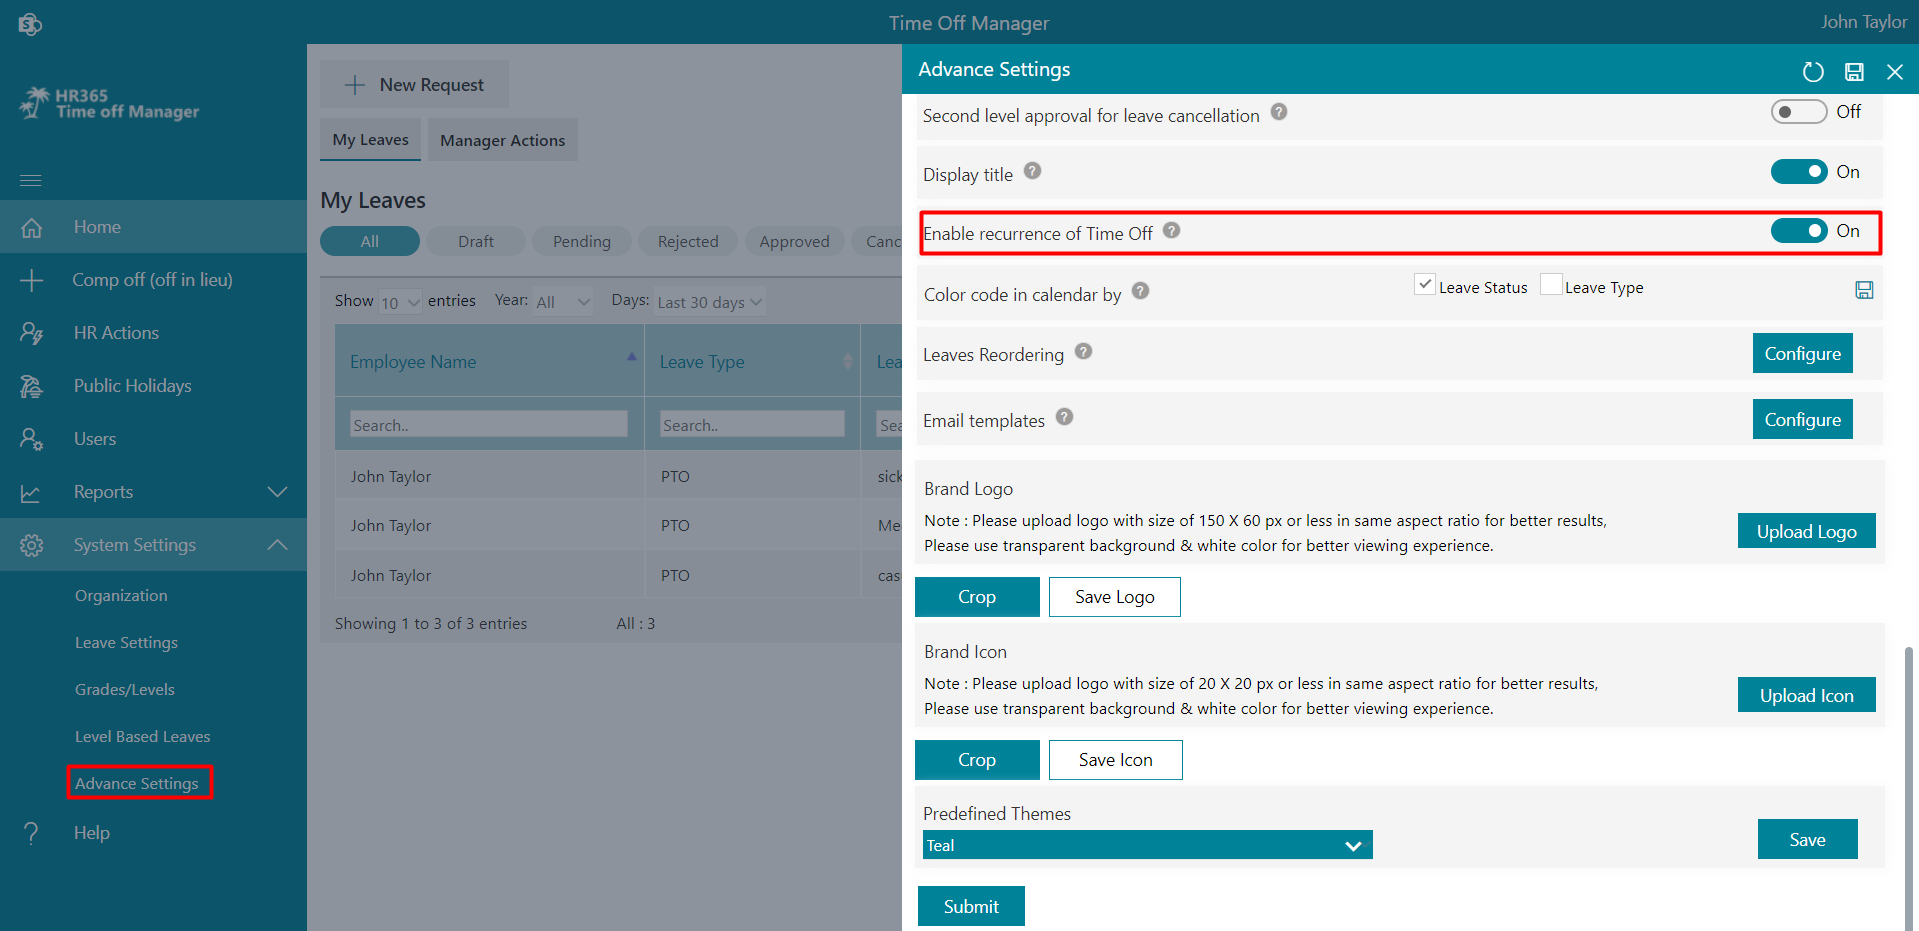 Time Off Manager
John Taylor
HR365
Time off Manager
Home
Comp off (off in lieu)
HR Actions
Public Holidays
Users
Reports
System Settings
Organization
Leave Settings
Grades/Levels
Level Based Leaves
Advance Settings
Help
New Request
My Leaves
Manager Actions
My Leaves
All Draft Pending Rejected Approved Canc
Show 10 entries Year: All Days: Last 30 days
Employee Name Leave Type Lea
Search.. Search.. Sea
John Taylor PTO sick
John Taylor PTO Me
John Taylor PTO cas
Showing 1 to 3 of 3 entries All : 3
Advance Settings
Second level approval for leave cancellation ? Off
Display title ? On
Enable recurrence of Time Off ? On
Color code in calendar by ? Leave Status Leave Type
Leaves Reordering ? Configure
Email templates ? Configure
Brand Logo
Note : Please upload logo with size of 150 X 60 px or less in same aspect ratio for better results,
Please use transparent background & white color for better viewing experience.
Upload Logo
Crop Save Logo
Brand Icon
Note : Please upload logo with size of 20 X 20 px or less in same aspect ratio for better results,
Please use transparent background & white color for better viewing experience.
Upload Icon
Crop Save Icon
Predefined Themes
Teal
Save
Submit